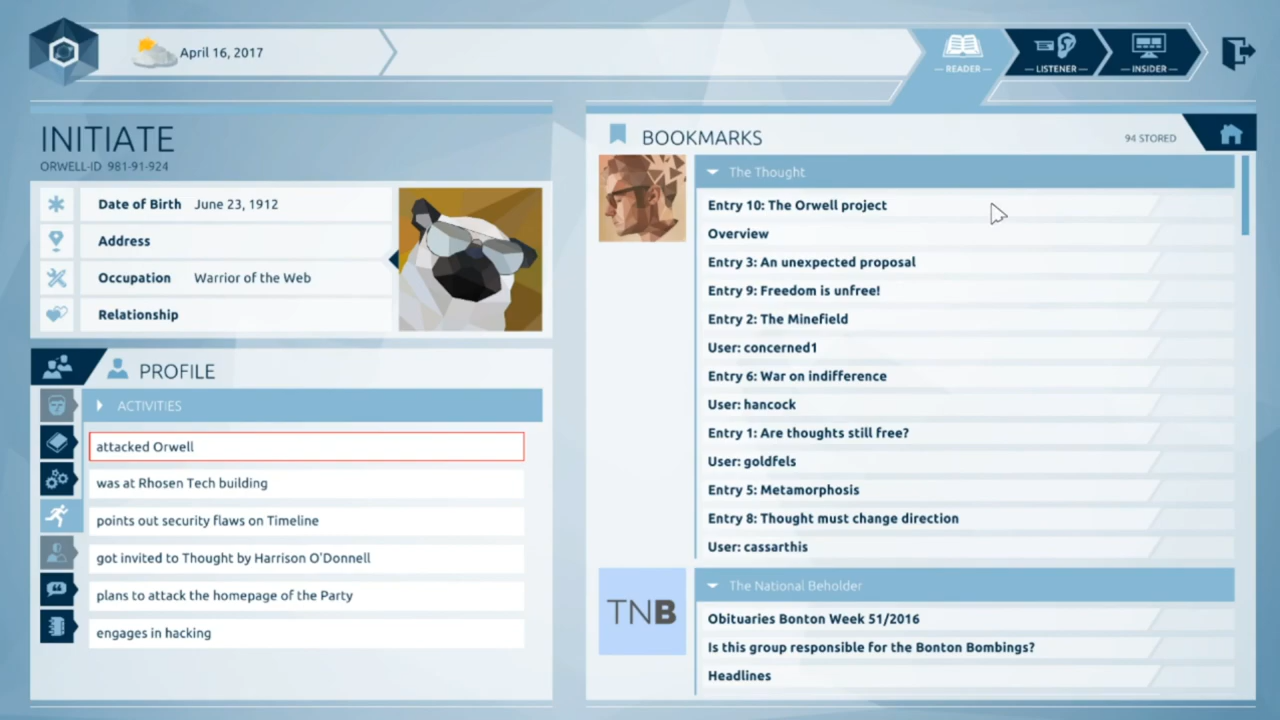 April 16, 2017
READER
LISTENER
INSIDER
INITIATE
ORWELL-ID 981-91-924
Date of Birth June 23, 1912
Address
Occupation Warrior of the Web
Relationship
PROFILE
ACTIVITIES
attacked Orwell
was at Rhosen Tech building
points out security flaws on Timeline
got invited to Thought by Harrison O'Donnell
plans to attack the homepage of the Party
engages in hacking
BOOKMARKS
94 STORED
The Thought
Entry 10: The Orwell project
Overview
Entry 3: An unexpected proposal
Entry 9: Freedom is unfree!
Entry 2: The Minefield
User: concerned1
Entry 6: War on indifference
User: hancock
Entry 1: Are thoughts still free?
User: goldfels
Entry 5: Metamorphosis
Entry 8: Thought must change direction
User: cassarthis
TNB
The National Beholder
Obituaries Bonton Week 51/2016
Is this group responsible for the Bonton Bombings?
Headlines